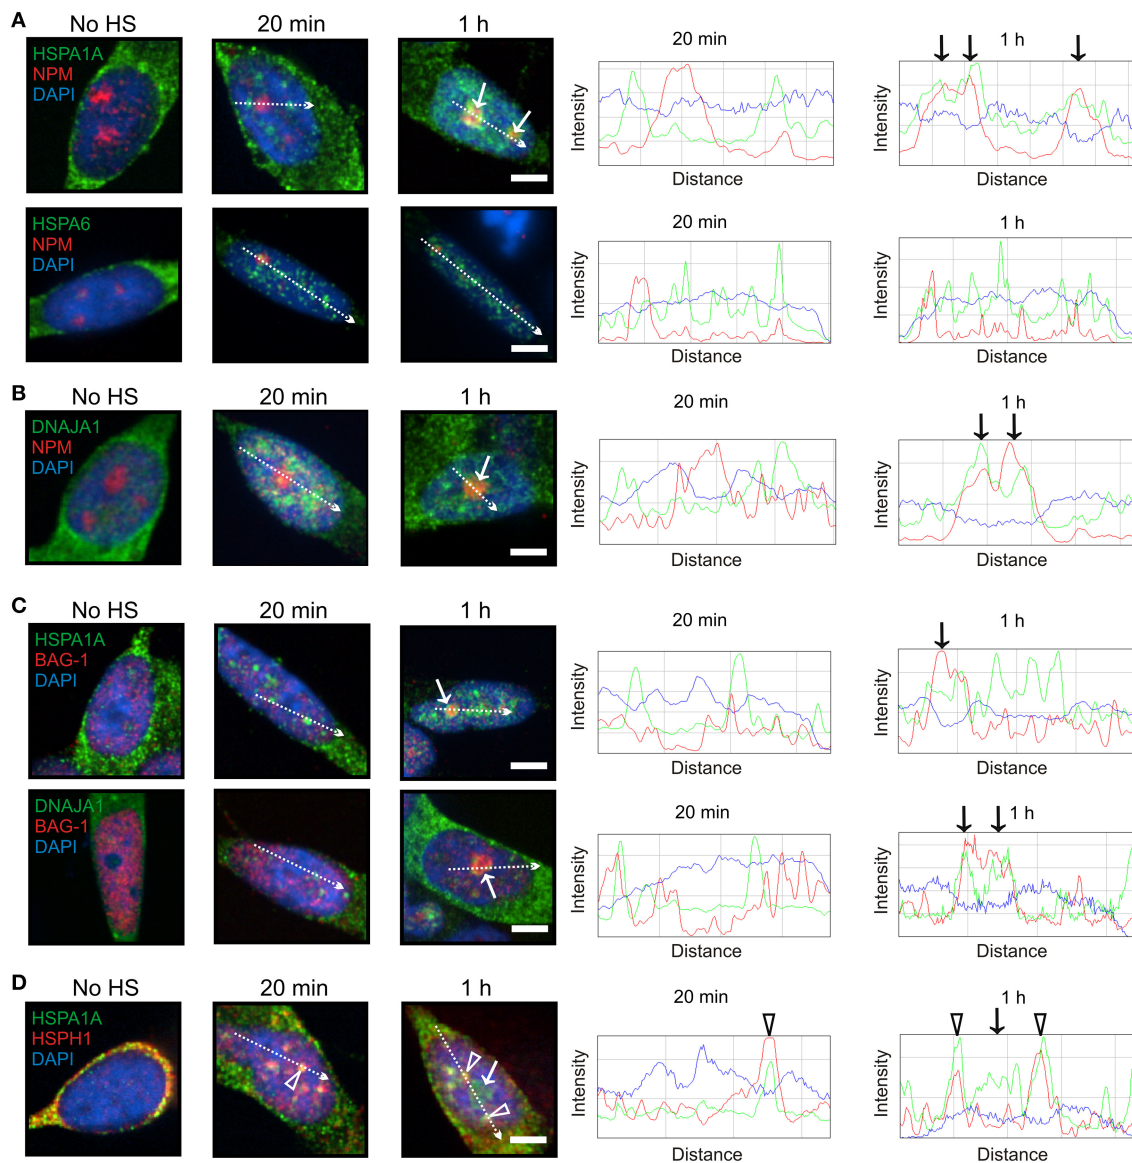 A
No HS
20 min
1 h
HSPA1A
NPM
DAPI
20 min
Intensity
Distance
1 h
Intensity
Distance
HSPA6
NPM
DAPI
20 min
Intensity
Distance
1 h
Intensity
Distance
B
No HS
20 min
1 h
DNAJA1
NPM
DAPI
20 min
Intensity
Distance
1 h
Intensity
Distance
C
No HS
20 min
1 h
HSPA1A
BAG-1
DAPI
20 min
Intensity
Distance
1 h
Intensity
Distance
DNAJA1
BAG-1
DAPI
20 min
Intensity
Distance
1 h
Intensity
Distance
D
No HS
20 min
1 h
HSPA1A
HSPH1
DAPI
20 min
Intensity
Distance
1 h
Intensity
Distance